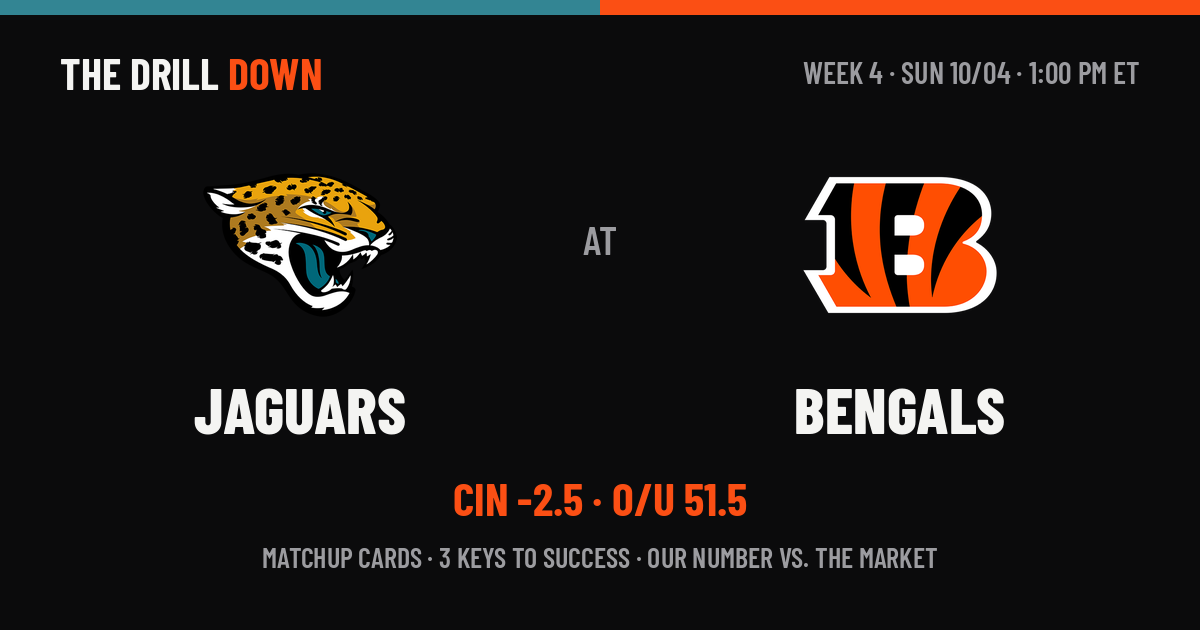 THE DRILL DOWN
WEEK 4 · SUN 10/04 · 1:00 PM ET
AT
B
JAGUARS
BENGALS
CIN -2.5 · O/U 51.5
MATCHUP CARDS · 3 KEYS TO SUCCESS · OUR NUMBER VS. THE MARKET